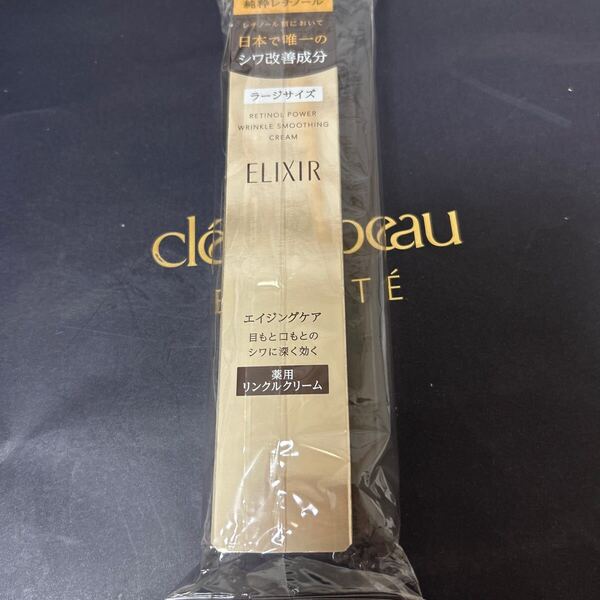 純粋レチノール
レチノール類において
日本で唯一の
シワ改善成分
ラージサイズ
RETINOL POWER
WRINKLE SMOOTHING
CREAM
ELIXIR
clé
peau
TÉ
エイジングケア
目もと口もとの
シワに深く効く
薬用
リンクルクリーム